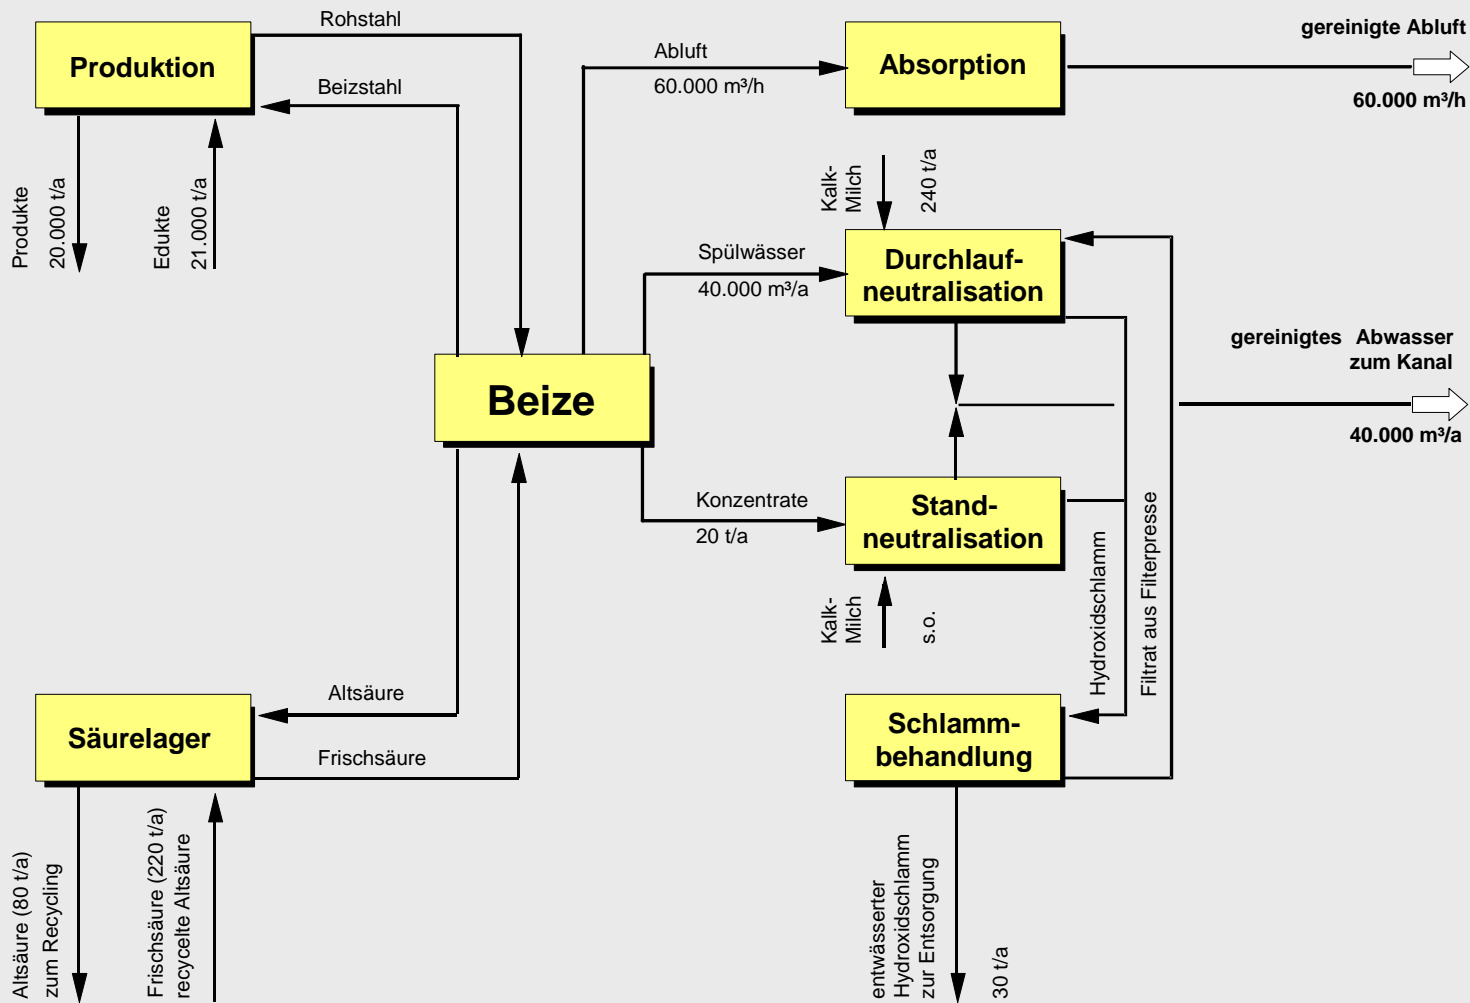 Rohstahl
Produktion
Beizstahl
Produkte
20.000 t/a
Edukte
21.000 t/a
Abluft
60.000 m³/h
Absorption
gereinigte Abluft
60.000 m³/h
Kalk-
Milch
240 t/a
Spülwässer
40.000 m³/a
Durchlauf-
neutralisation
gereinigtes Abwasser
zum Kanal
40.000 m³/a
Beize
Konzentrate
20 t/a
Stand-
neutralisation
Kalk-
Milch
s.o.
Hydroxidschlamm
Filtrat aus Filterpresse
Altsäure
Säurelager
Frischsäure
Altsäure (80 t/a)
zum Recycling
Frischsäure (220 t/a)
recycelte Altsäure
Schlamm-
behandlung
entwässerter
Hydroxidschlamm
zur Entsorgung
30 t/a